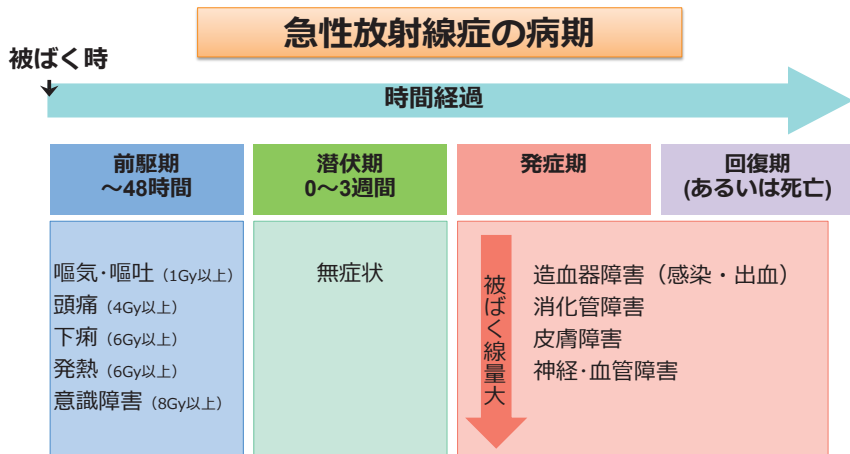 急性放射線症の病期
被ばく時
時間経過
前駆期
～48時間
潜伏期
0～3週間
発症期
回復期
(あるいは死亡)
嘔気・嘔吐（1Gy以上）
頭痛（4Gy以上）
下痢（6Gy以上）
発熱（6Gy以上）
意識障害（8Gy以上）
無症状
被ばく線量大
造血器障害（感染・出血）
消化管障害
皮膚障害
神経・血管障害